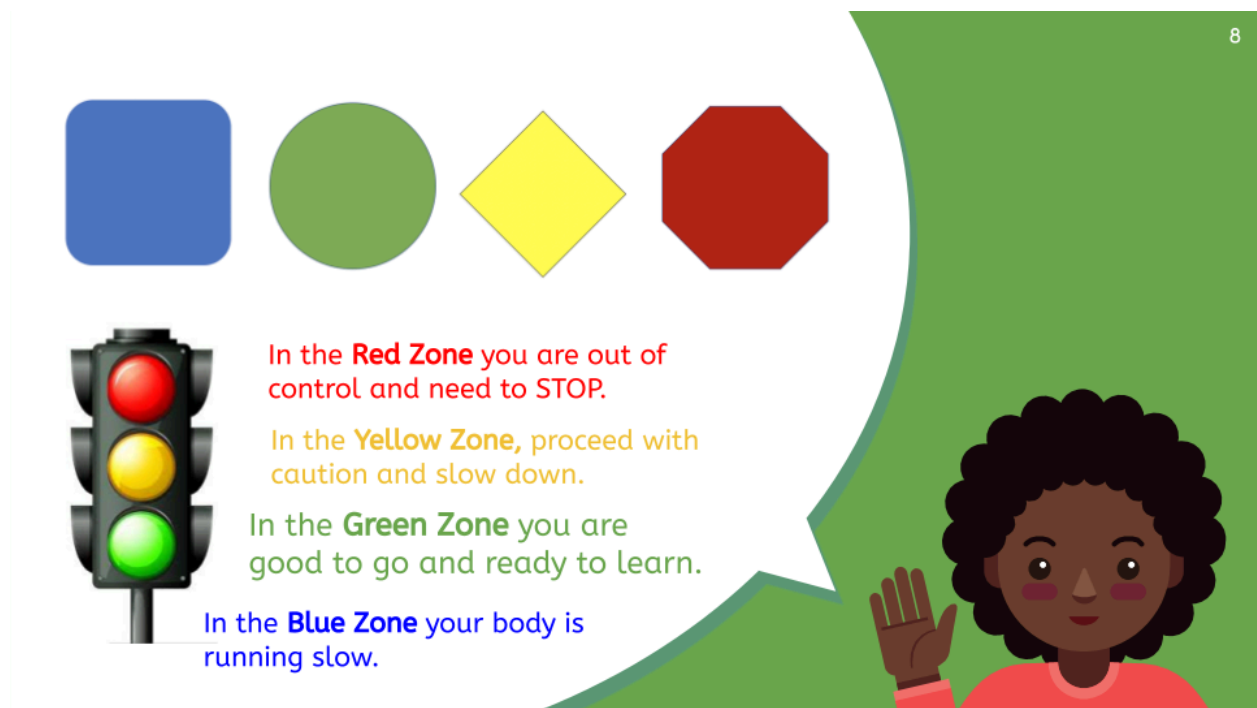 8
In the Red Zone you are out of
control and need to STOP.
In the Yellow Zone, proceed with
caution and slow down.
In the Green Zone you are
good to go and ready to learn.
In the Blue Zone your body is
running slow.